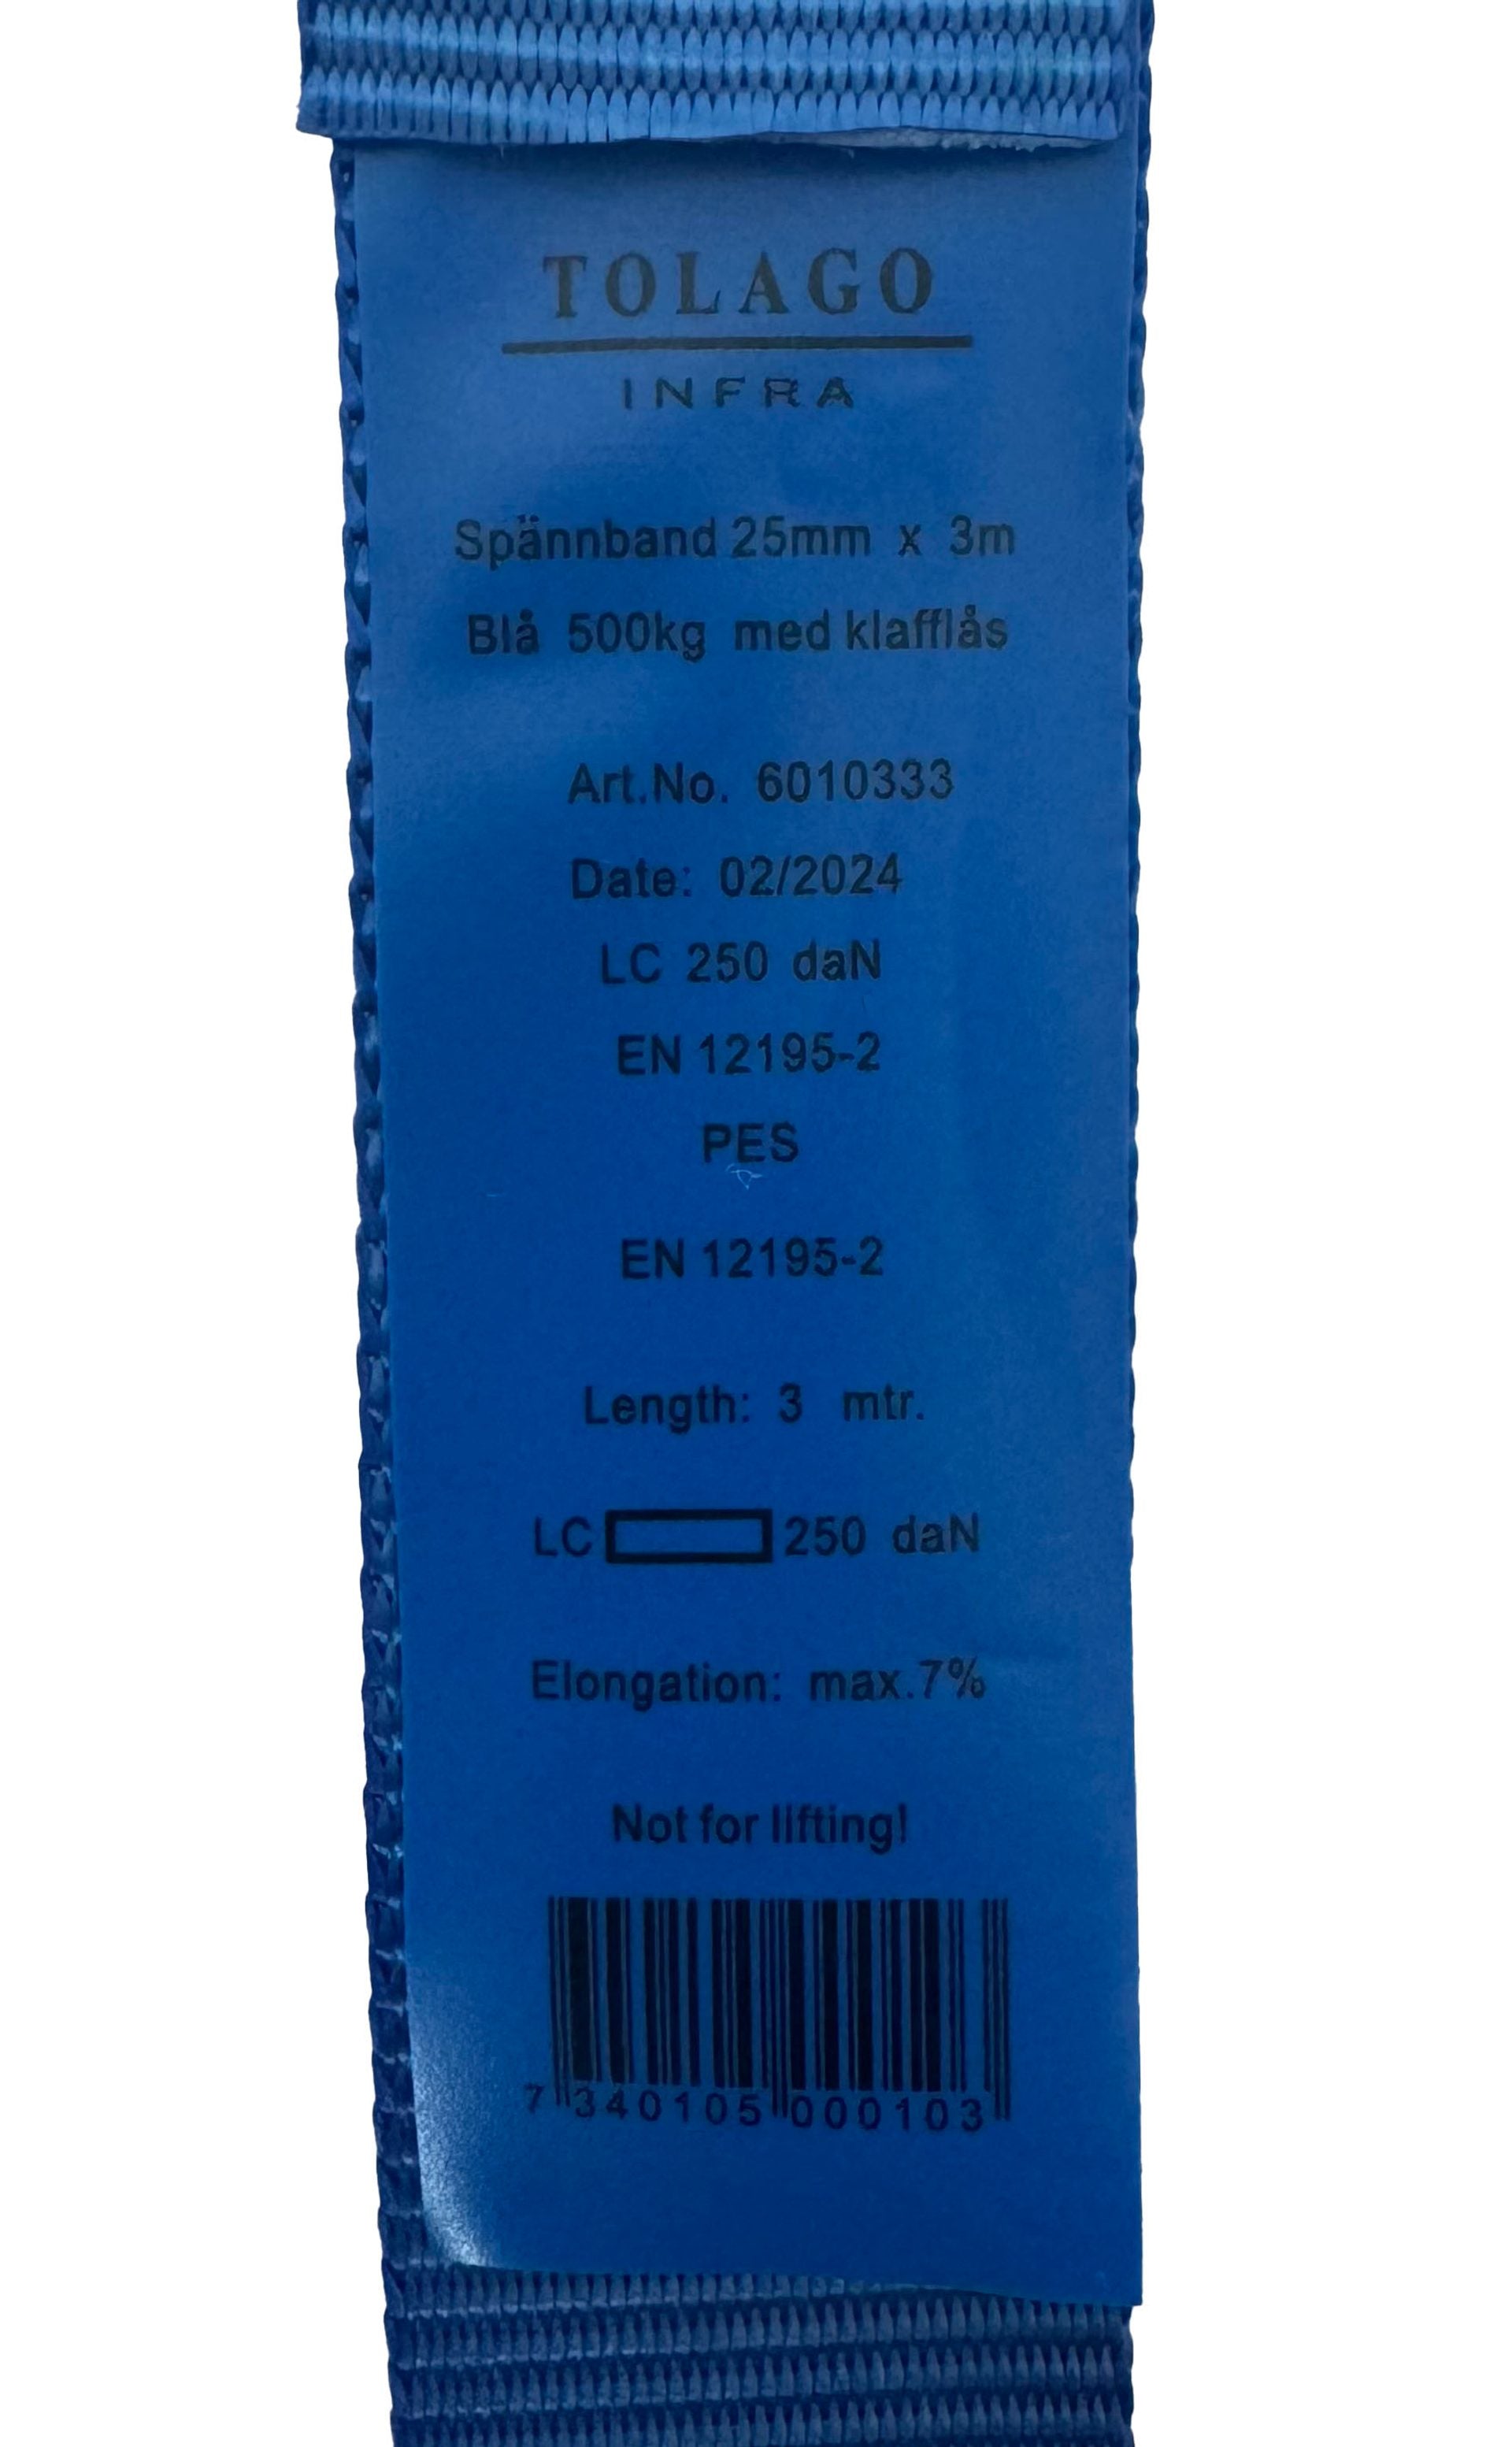 TOLAGO
INFRA
Spännband 25mm x 3m
Blå 500kg med klafflås
Art.No. 6010333
Date: 02/2024
LC 250 daN
EN 12195-2
PES
EN 12195-2
Length: 3 mtr.
LC 250 daN
Elongation: max.7%
Not for lifting!
7 340105 000103